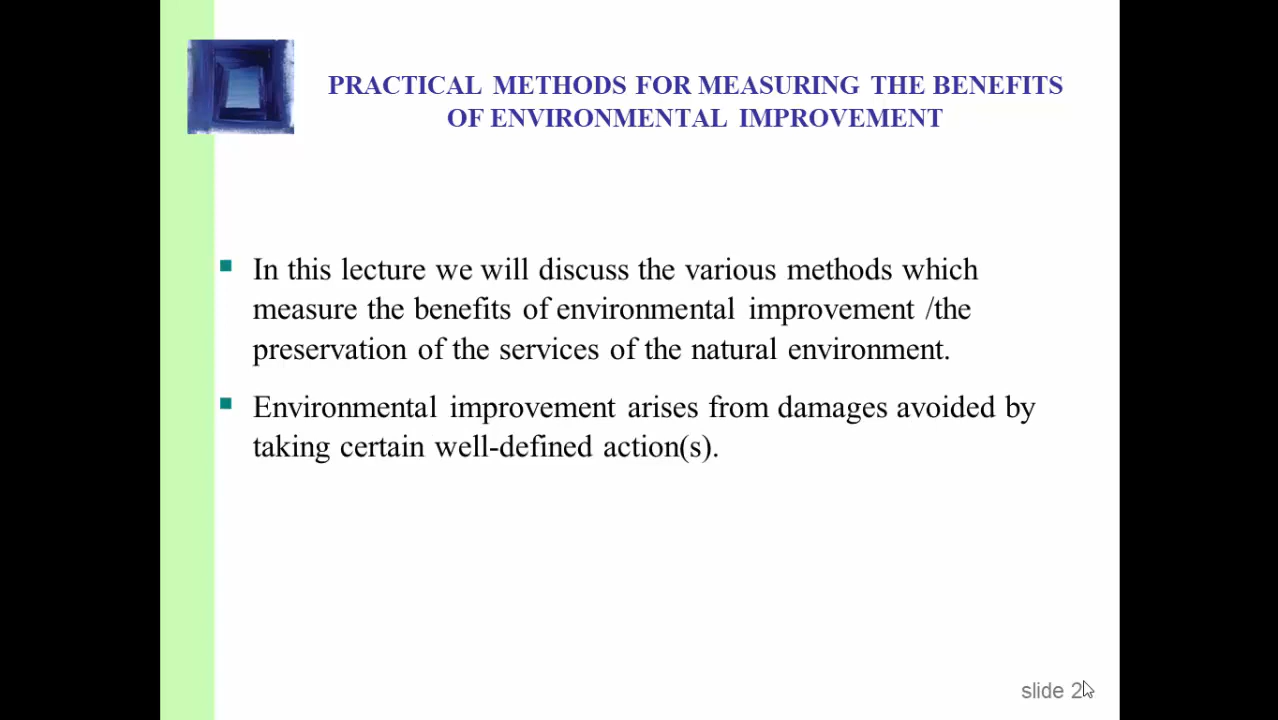 PRACTICAL METHODS FOR MEASURING THE BENEFITS
OF ENVIRONMENTAL IMPROVEMENT
In this lecture we will discuss the various methods which
measure the benefits of environmental improvement /the
preservation of the services of the natural environment.
Environmental improvement arises from damages avoided by
taking certain well-defined action(s).
slide 2